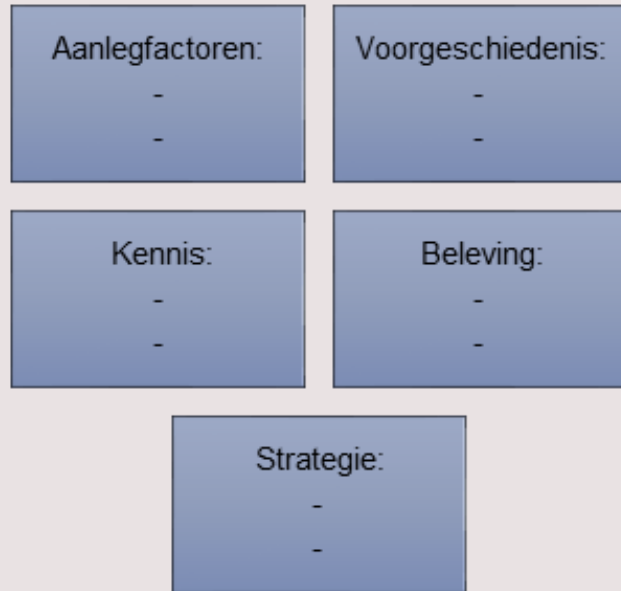 Aanlegfactoren:
-
-
Voorgeschiedenis:
-
-
Kennis:
-
-
Beleving:
-
-
Strategie:
-
-